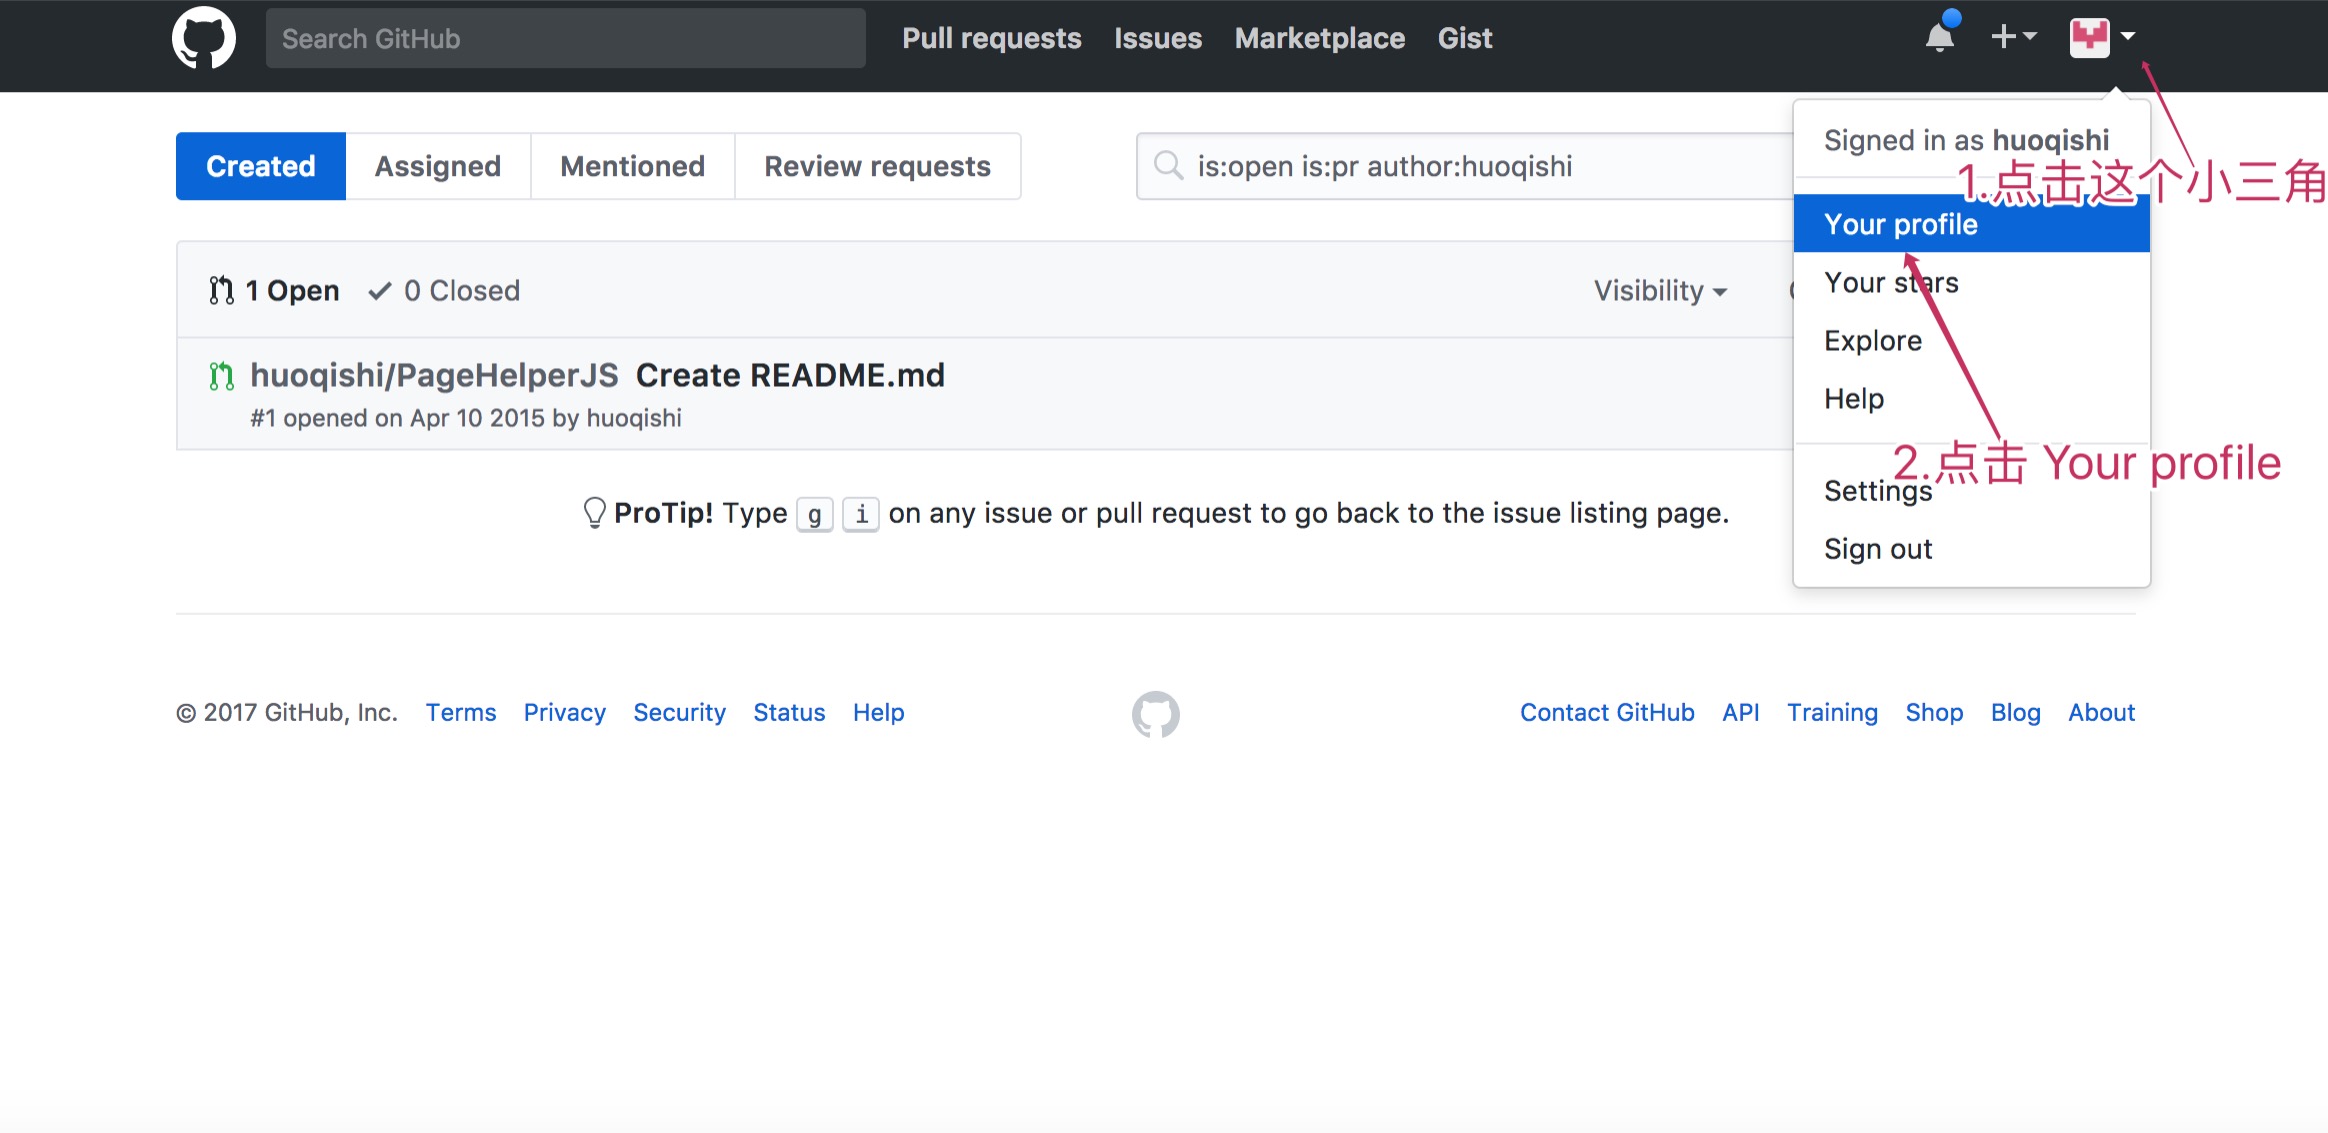 Search GitHub Pull requests Issues Marketplace Gist
Created Assigned Mentioned Review requests
is:open is:pr author:huoqishi
1 Open 0 Closed Visibility
huoqishi/PageHelperJS Create README.md
#1 opened on Apr 10 2015 by huoqishi
ProTip! Type g i on any issue or pull request to go back to the issue listing page.
Signed in as huoqishi
1.点击这个小三角
Your profile
Your stars
Explore
Help
2.点击 Your profile
Settings
Sign out
© 2017 GitHub, Inc. Terms Privacy Security Status Help
Contact GitHub API Training Shop Blog About